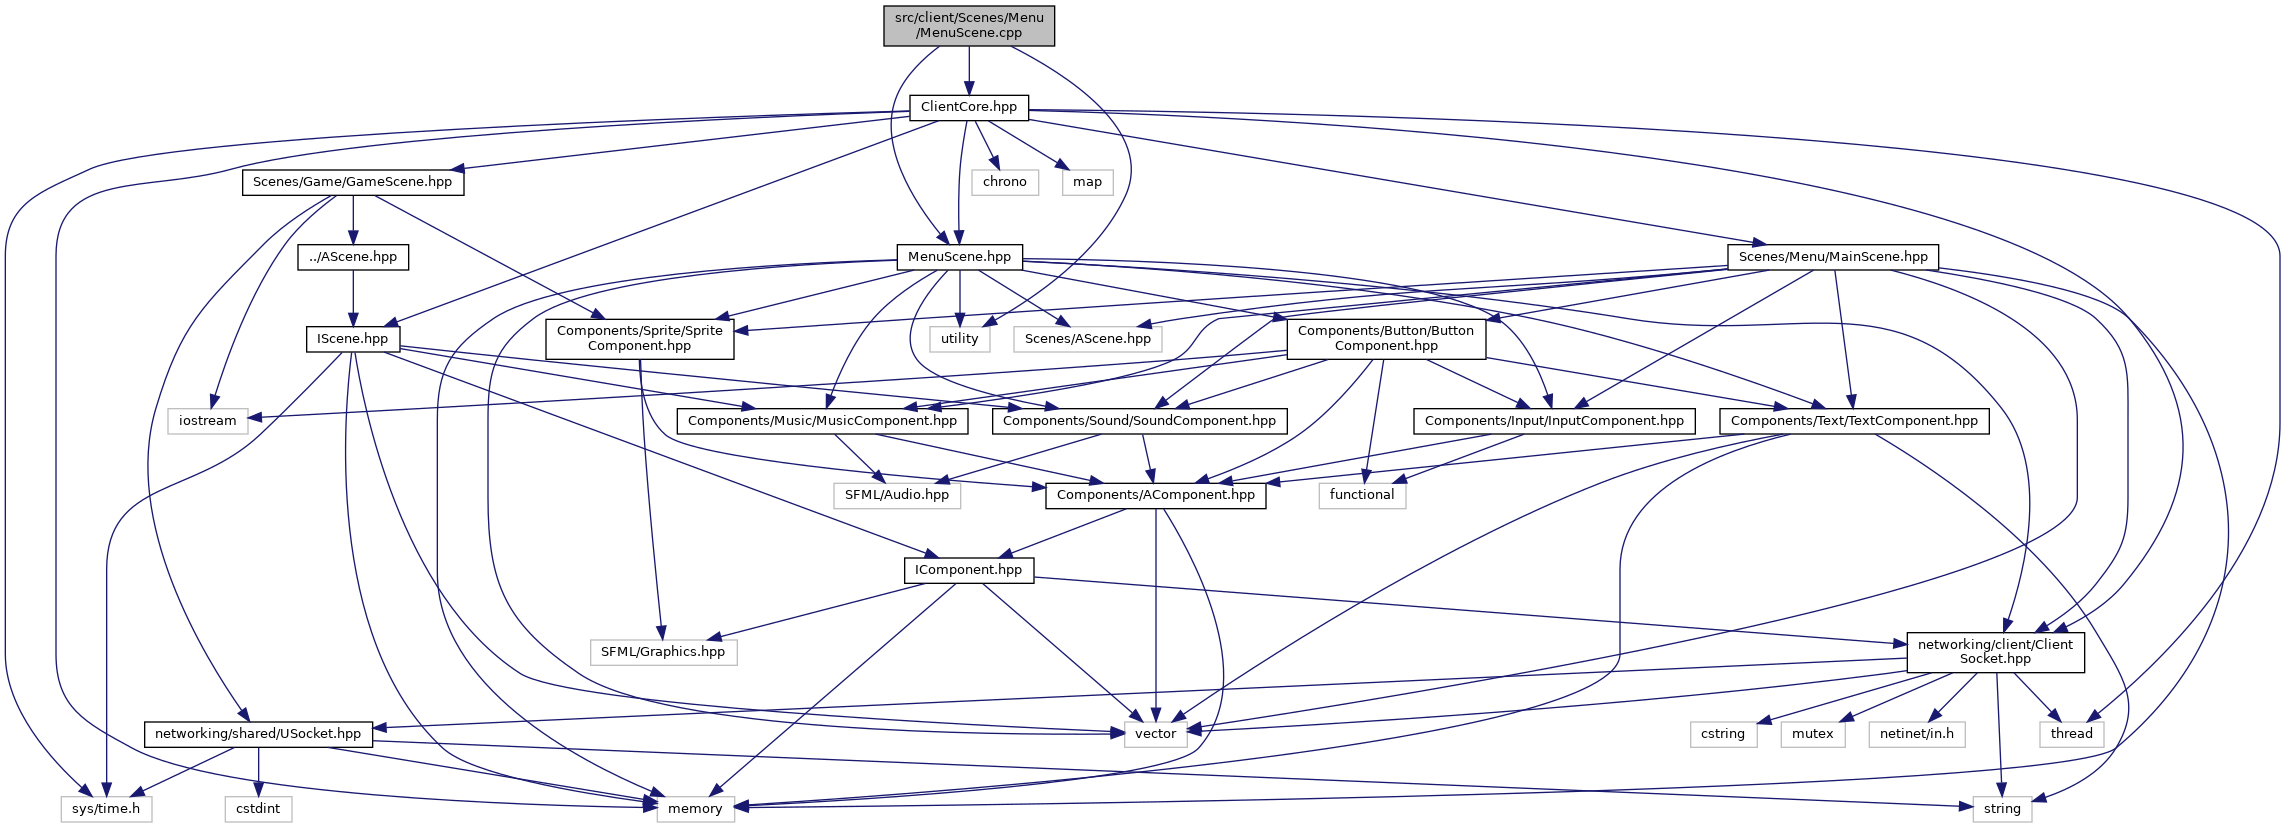 src/client/Scenes/Menu
/MenuScene.cpp
ClientCore.hpp
Scenes/Game/GameScene.hpp
chrono
map
../AScene.hpp
MenuScene.hpp
Scenes/Menu/MainScene.hpp
IScene.hpp
Components/Sprite/Sprite
Component.hpp
utility
Scenes/AScene.hpp
Components/Button/Button
Component.hpp
iostream
Components/Music/MusicComponent.hpp
Components/Sound/SoundComponent.hpp
Components/Input/InputComponent.hpp
Components/Text/TextComponent.hpp
SFML/Audio.hpp
Components/AComponent.hpp
functional
IComponent.hpp
SFML/Graphics.hpp
networking/client/Client
Socket.hpp
networking/shared/USocket.hpp
vector
cstring
mutex
netinet/in.h
thread
sys/time.h
cstdint
memory
string